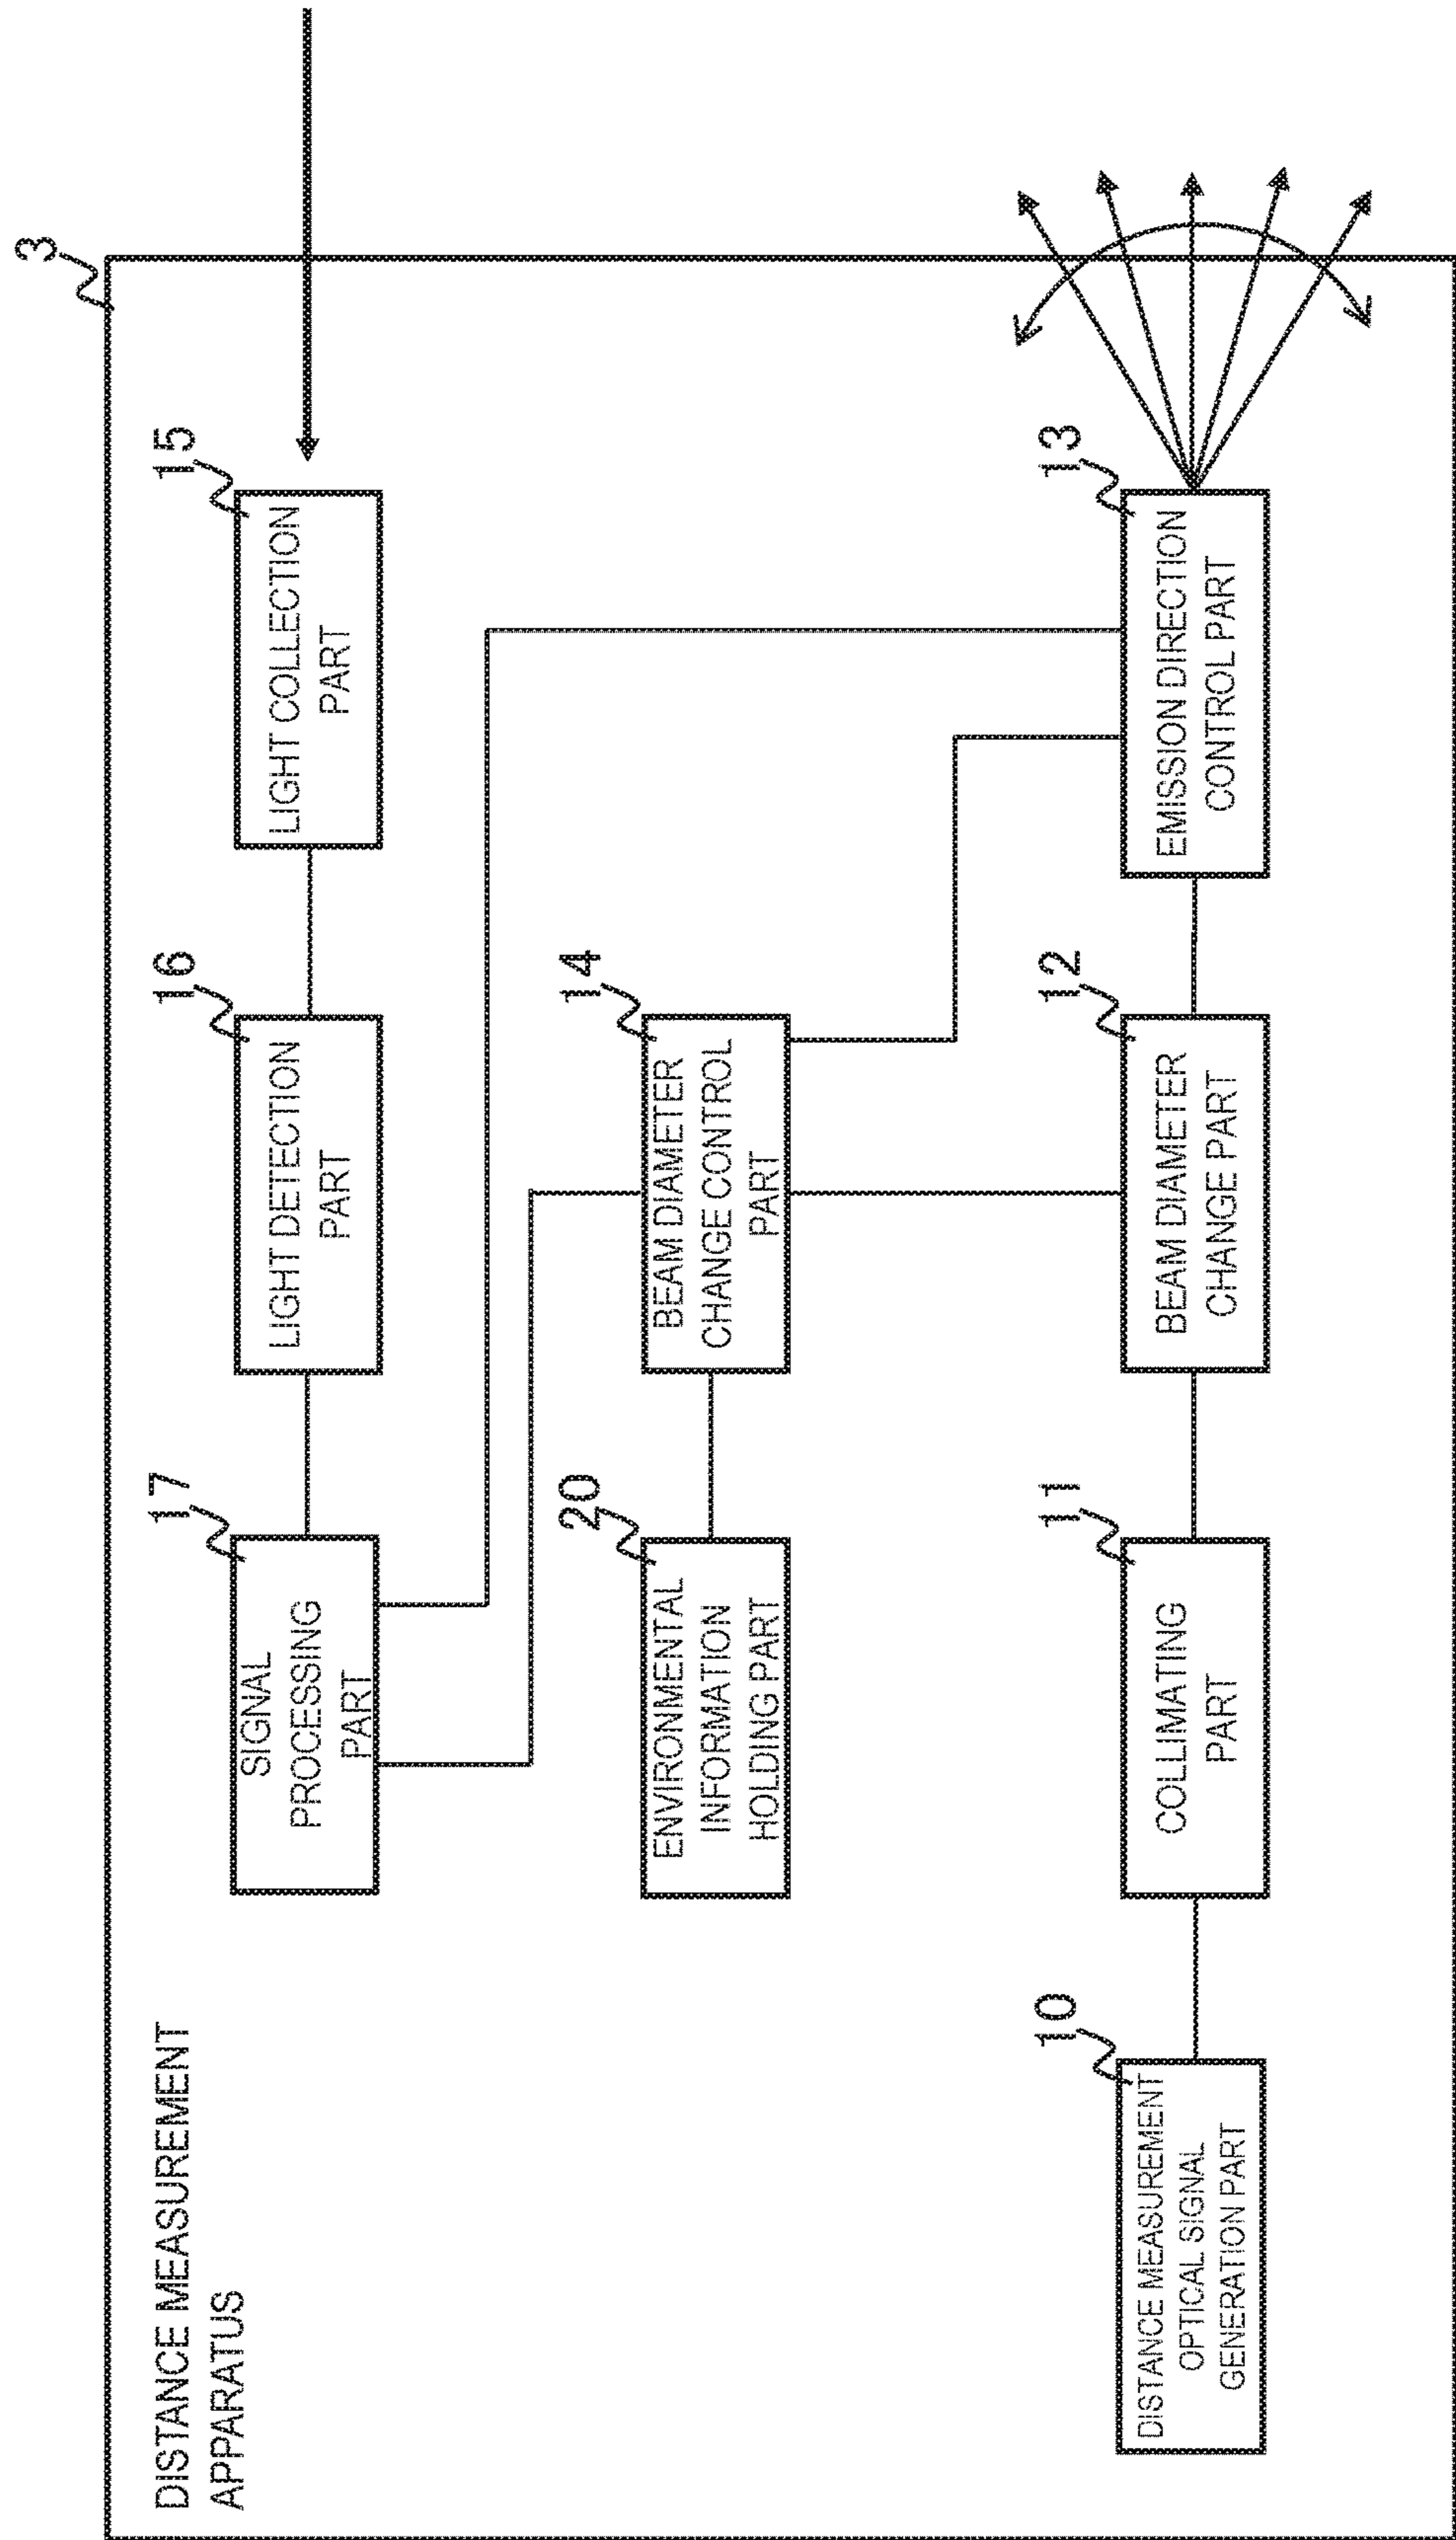 3
DISTANCE MEASUREMENT
APPARATUS
17
SIGNAL
PROCESSING
PART
16
LIGHT DETECTION
PART
15
LIGHT COLLECTION
PART
20
ENVIRONMENTAL
INFORMATION
HOLDING PART
14
BEAM DIAMETER
CHANGE CONTROL
PART
10
DISTANCE MEASUREMENT
OPTICAL SIGNAL
GENERATION PART
11
COLLIMATING
PART
12
BEAM DIAMETER
CHANGE PART
13
EMISSION DIRECTION
CONTROL PART